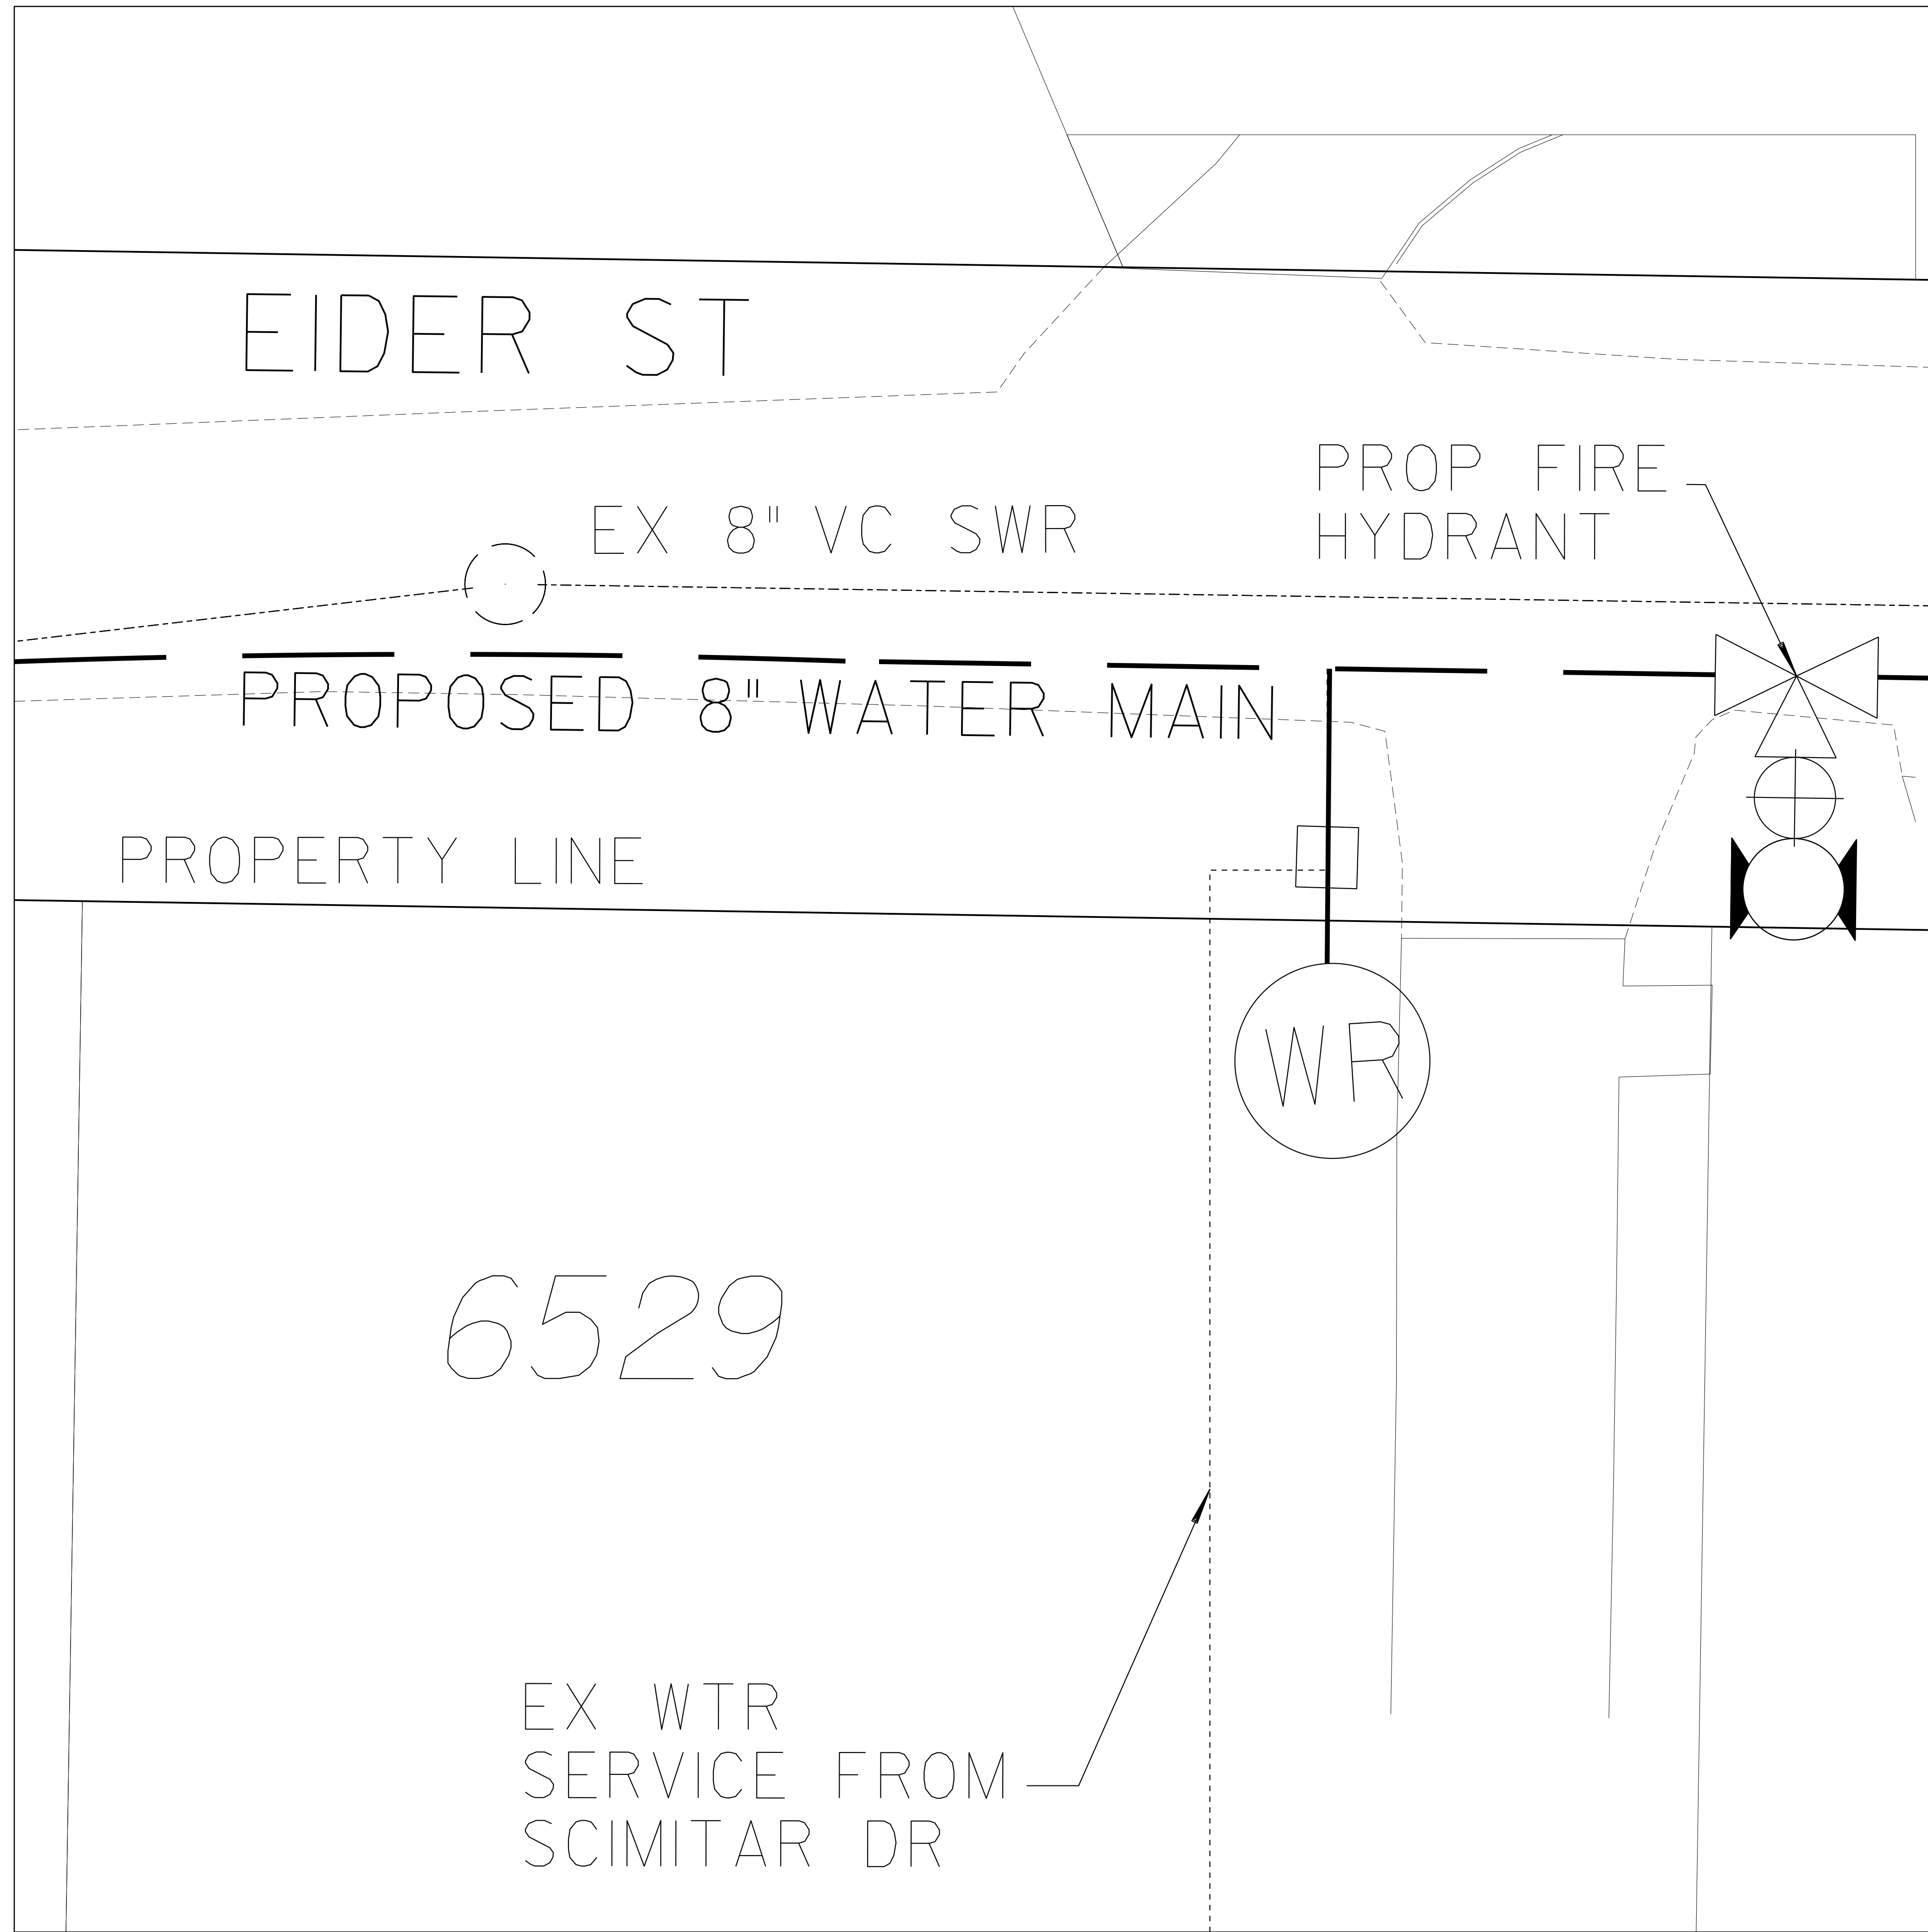 EIDER ST
PROP FIRE
HYDRANT
EX 8" VC SWR
PROPOSED 8" WATER MAIN
PROPERTY LINE
WR
6529
EX WTR
SERVICE FROM
SCIMITAR DR